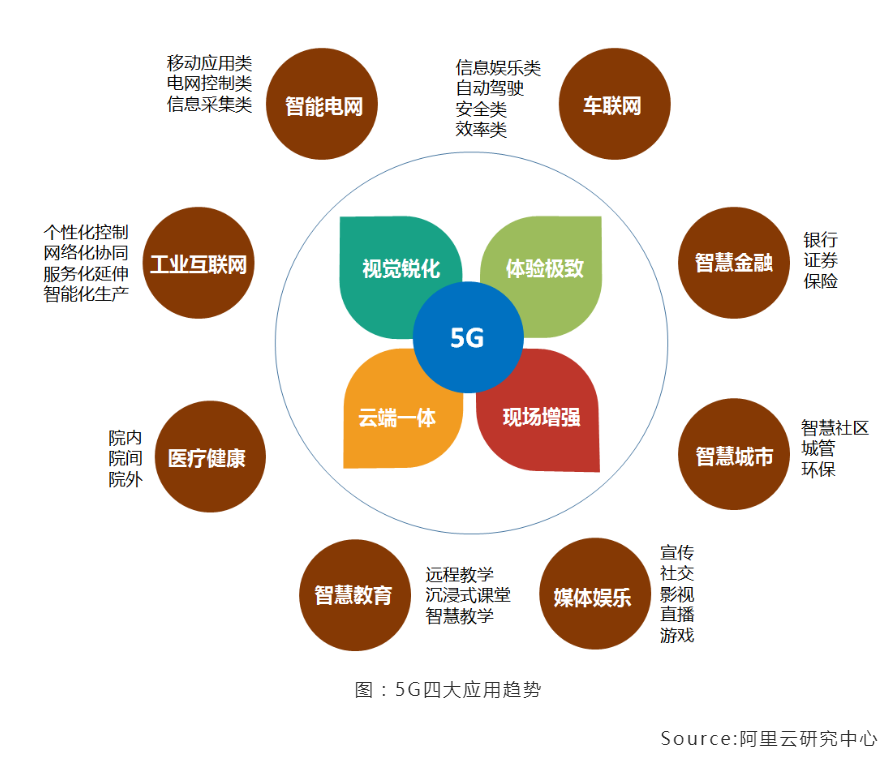 移动应用类
电网控制类
信息采集类
智能电网
信息娱乐类
自动驾驶
安全类
效率类
车联网
个性化控制
网络化协同
服务化延伸
智能化生产
工业互联网
视觉锐化
体验极致
智慧金融
银行
证券
保险
5G
云端一体
现场增强
院内
院间
院外
医疗健康
智慧城市
智慧社区
城管
环保
智慧教育
远程教学
沉浸式课堂
智慧教学
媒体娱乐
宣传
社交
影视
直播
游戏
图：5G四大应用趋势
Source:阿里云研究中心